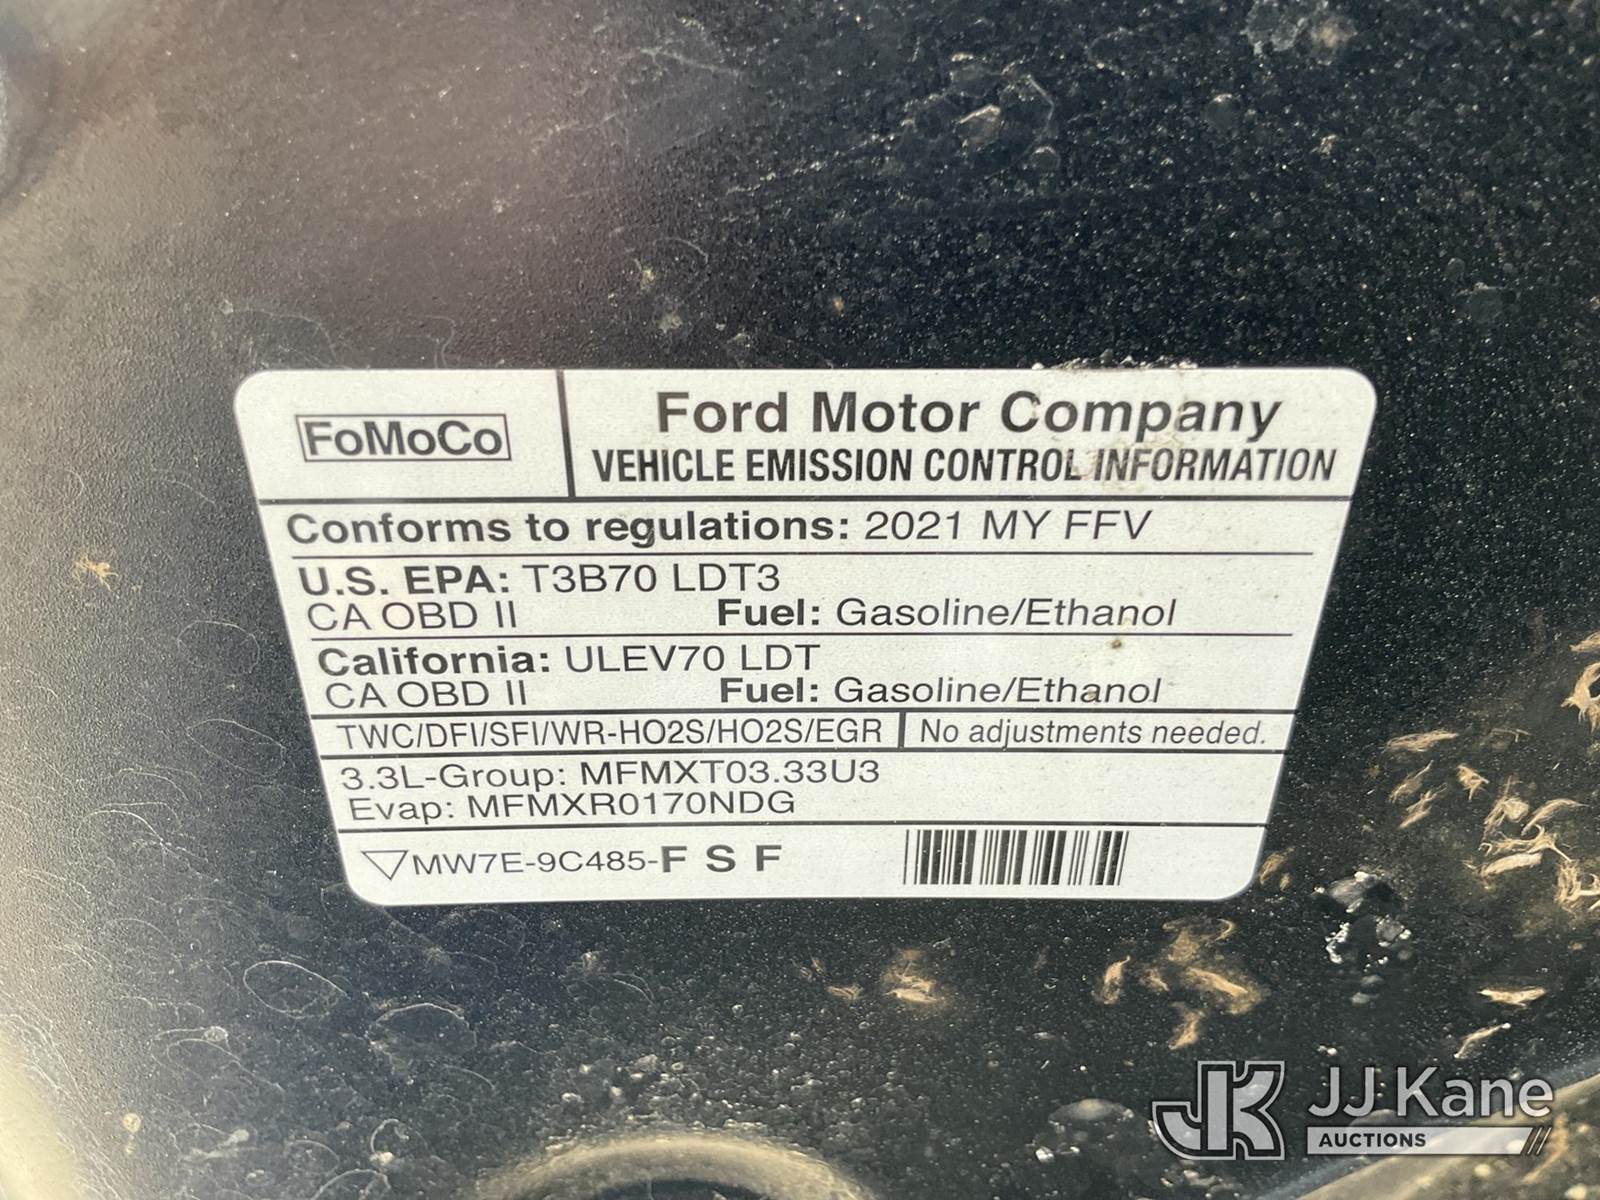 FoMoCo
Ford Motor Company
VEHICLE EMISSION CONTROL INFORMATION
Conforms to regulations: 2021 MY FFV
U.S. EPA: T3B70 LDT3
CA OBD II Fuel: Gasoline/Ethanol
California: ULEV70 LDT
CA OBD II Fuel: Gasoline/Ethanol
TWC/DFI/SFI/WR-HO2S/HO2S/EGR No adjustments needed.
3.3L-Group: MFMXT03.33U3
Evap: MFMXR0170NDG
MW7E-9C485-F S F
JK JJ Kane
AUCTIONS